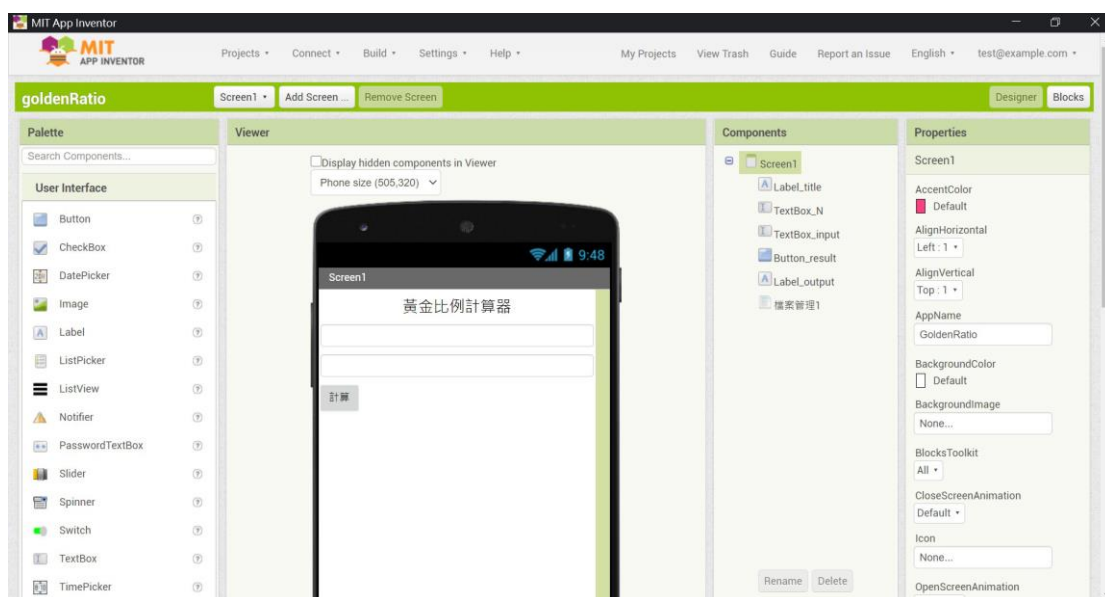 MIT App Inventor
MIT
APP INVENTOR
Projects
Connect
Build
Settings
Help
My Projects
View Trash
Guide
Report an Issue
English
test@example.com
goldenRatio
Screen1
Add Screen ...
Remove Screen
Designer
Blocks
Palette
Search Components...
User Interface
Button
CheckBox
DatePicker
Image
Label
ListPicker
ListView
Notifier
PasswordTextBox
Slider
Spinner
Switch
TextBox
TimePicker
Viewer
Display hidden components in Viewer
Phone size (505,320)
9:48
Screen1
黃金比例計算器
計算
Components
Screen1
Label_title
TextBox_N
TextBox_input
Button_result
Label_output
檔案管理1
Rename
Delete
Properties
Screen1
AccentColor
Default
AlignHorizontal
Left : 1
AlignVertical
Top : 1
AppName
GoldenRatio
BackgroundColor
Default
BackgroundImage
None...
BlocksToolkit
All
CloseScreenAnimation
Default
Icon
None...
OpenScreenAnimation